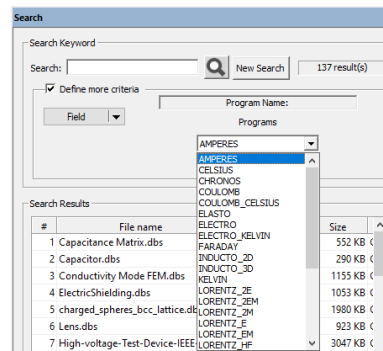 Search
Search Keyword
Search:
New Search
137 result(s)
Define more criteria
Program Name:
Field
Programs
AMPERES
AMPERES
CELSIUS
CHRONOS
COULOMB
COULOMB_CELSIUS
ELASTO
ELECTRO
ELECTRO_KELVIN
FARADAY
INDUCTO_2D
INDUCTO_3D
KELVIN
LORENTZ_2E
LORENTZ_2EM
LORENTZ_2M
LORENTZ_E
LORENTZ_EM
LORENTZ_HF
Search Results
# File name Size
1 Capacitance Matrix.dbs 552 KB
2 Capacitor.dbs 290 KB
3 Conductivity Mode FEM.dbs 1155 KB
4 ElectricShielding.dbs 1053 KB
5 charged_spheres_bcc_lattice.db 1980 KB
6 Lens.dbs 923 KB
7 High-voltage-Test-Device-IEEE- 3047 KB